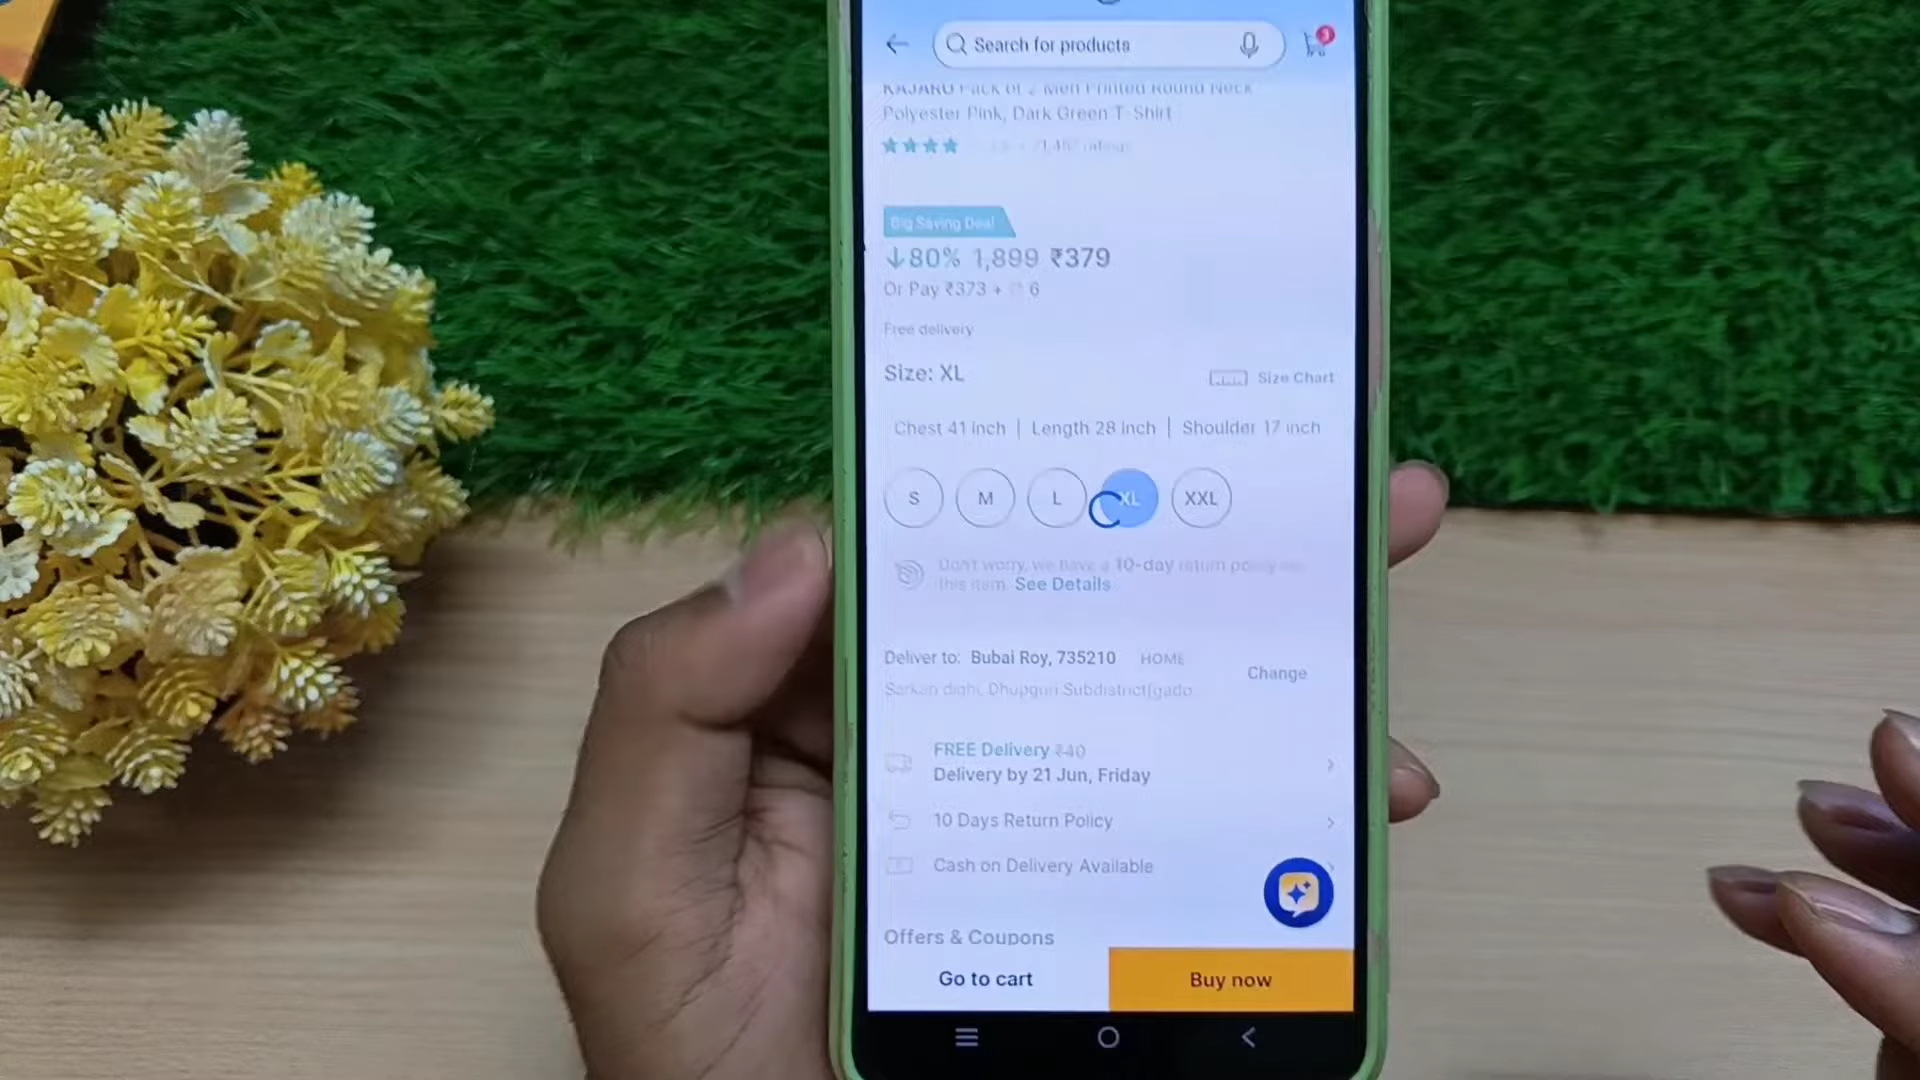 Search for products
3
KAJARU Pack of 2 Men Printed Round Neck
Polyester Pink, Dark Green T-Shirt
Big Saving Deal
↓80% 1,899 ₹379
Or Pay ₹373 + 6
Free delivery
Size: XL
Size Chart
Chest 41 inch | Length 28 inch | Shoulder 17 inch
S M L XL XXL
Don't worry, we have a 10-day return policy on
this item. See Details
Deliver to: Bubai Roy, 735210 HOME
Change
Sarkari dighi, Dhupguri Subdistrict(gado
FREE Delivery ₹40
Delivery by 21 Jun, Friday
10 Days Return Policy
Cash on Delivery Available
Offers & Coupons
Go to cart
Buy now